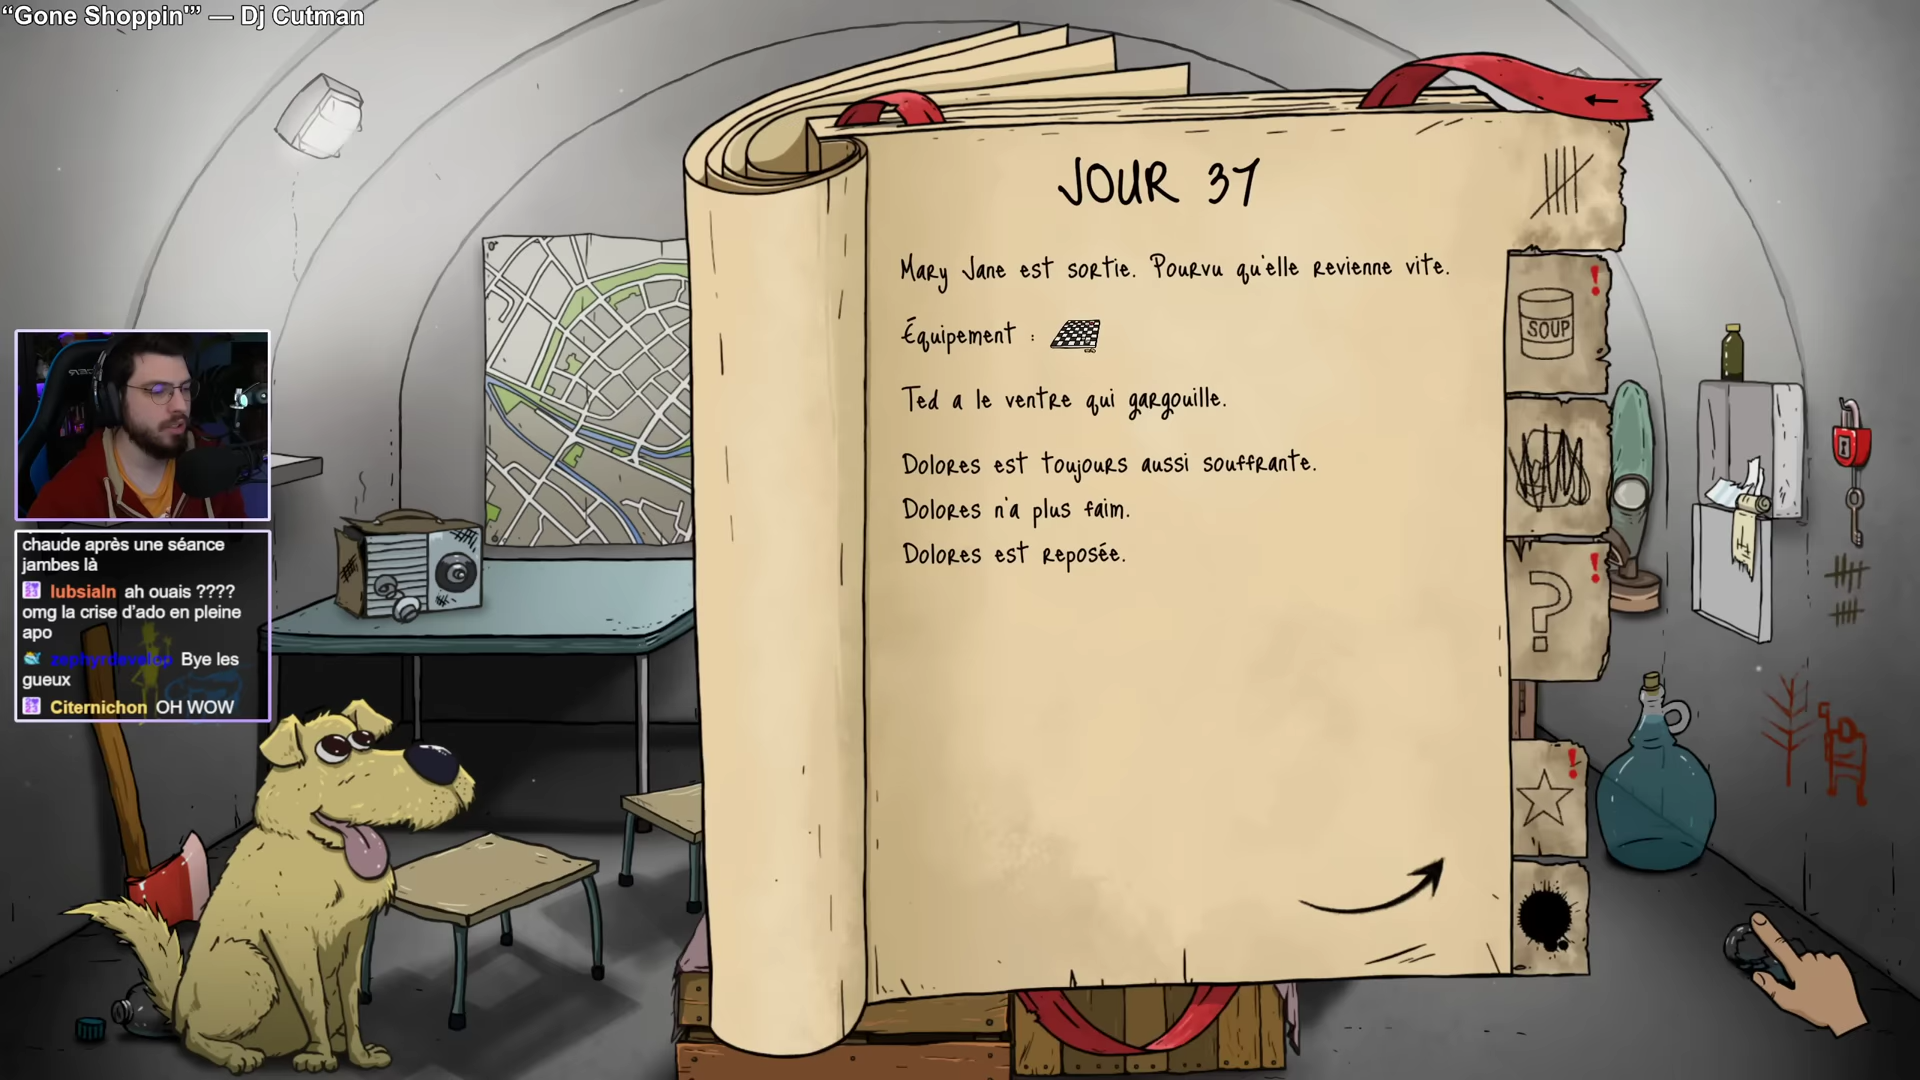 “Gone Shoppin'” — Dj Cutman
JOUR 37
Mary Jane est sortie. Pourvu qu'elle revienne vite.
Équipement :
Ted a le ventre qui gargouille.
Dolores est toujours aussi souffrante.
Dolores n'a plus faim.
Dolores est reposée.
SOUP
chaude après une séance
jambes là
lubsialn ah ouais ????
omg la crise d'ado en pleine
apo
zephyrdevelop Bye les
gueux
Citernichon OH WOW